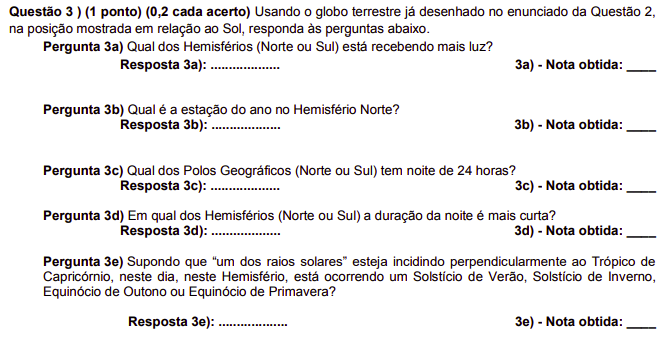 Questão 3 ) (1 ponto) (0,2 cada acerto) Usando o globo terrestre já desenhado no enunciado da Questão 2,
na posição mostrada em relação ao Sol, responda às perguntas abaixo.
Pergunta 3a) Qual dos Hemisférios (Norte ou Sul) está recebendo mais luz?
Resposta 3a): ................... 3a) - Nota obtida: ____
Pergunta 3b) Qual é a estação do ano no Hemisfério Norte?
Resposta 3b): ................... 3b) - Nota obtida: ____
Pergunta 3c) Qual dos Polos Geográficos (Norte ou Sul) tem noite de 24 horas?
Resposta 3c): ................... 3c) - Nota obtida: ____
Pergunta 3d) Em qual dos Hemisférios (Norte ou Sul) a duração da noite é mais curta?
Resposta 3d): ................... 3d) - Nota obtida: ____
Pergunta 3e) Supondo que “um dos raios solares” esteja incidindo perpendicularmente ao Trópico de
Capricórnio, neste dia, neste Hemisfério, está ocorrendo um Solstício de Verão, Solstício de Inverno,
Equinócio de Outono ou Equinócio de Primavera?
Resposta 3e): ................... 3e) - Nota obtida: ____